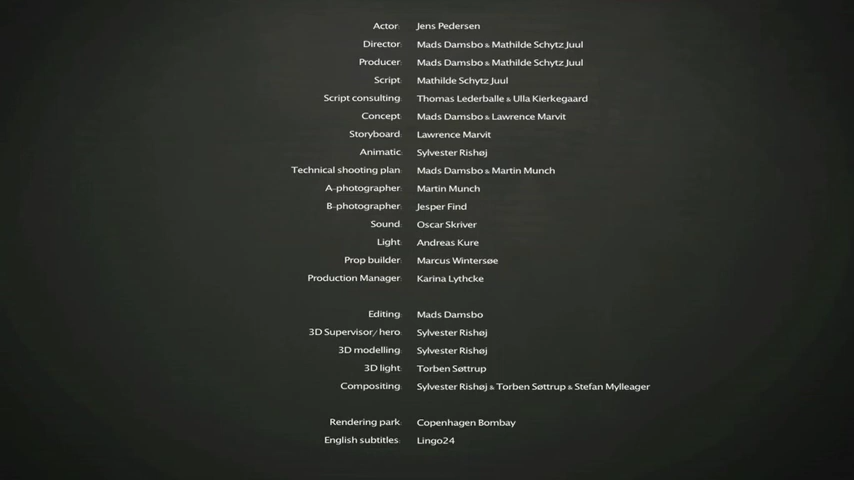 Actor: Jens Pedersen
Director: Mads Damsbo & Mathilde Schytz Juul
Producer: Mads Damsbo & Mathilde Schytz Juul
Script: Mathilde Schytz Juul
Script consulting: Thomas Lederballe & Ulla Kierkegaard
Concept: Mads Damsbo & Lawrence Marvit
Storyboard: Lawrence Marvit
Animatic: Sylvester Rishøj
Technical shooting plan: Mads Damsbo & Martin Munch
A-photographer: Martin Munch
B-photographer: Jesper Find
Sound: Oscar Skriver
Light: Andreas Kure
Prop builder: Marcus Wintersøe
Production Manager: Karina Lythcke
Editing: Mads Damsbo
3D Supervisor/ hero: Sylvester Rishøj
3D modelling: Sylvester Rishøj
3D light: Torben Søttrup
Compositing: Sylvester Rishøj & Torben Søttrup & Stefan Mylleager
Rendering park: Copenhagen Bombay
English subtitles: Lingo24